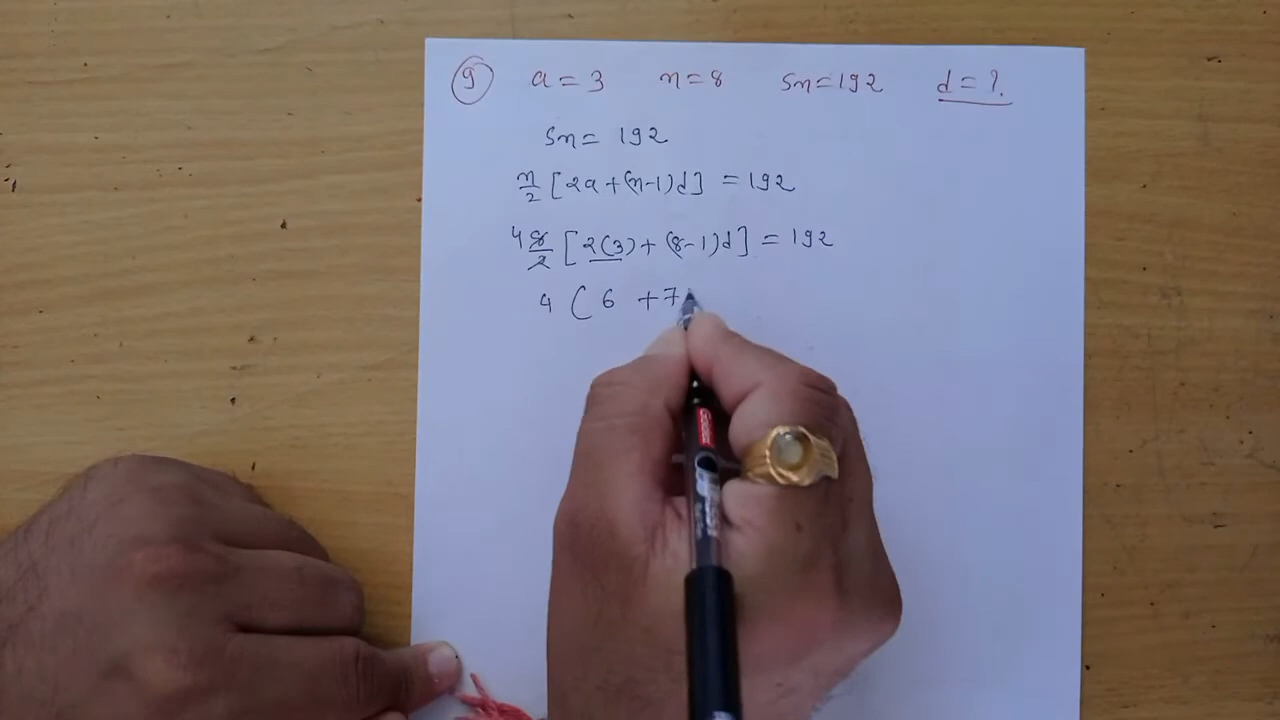 9 a = 3 n = 8 Sn = 192 d = ?
Sn = 192
n/2 [2a + (n-1)d] = 192
4 8/2 [2(3) + (8-1)d] = 192
4 ( 6 + 7